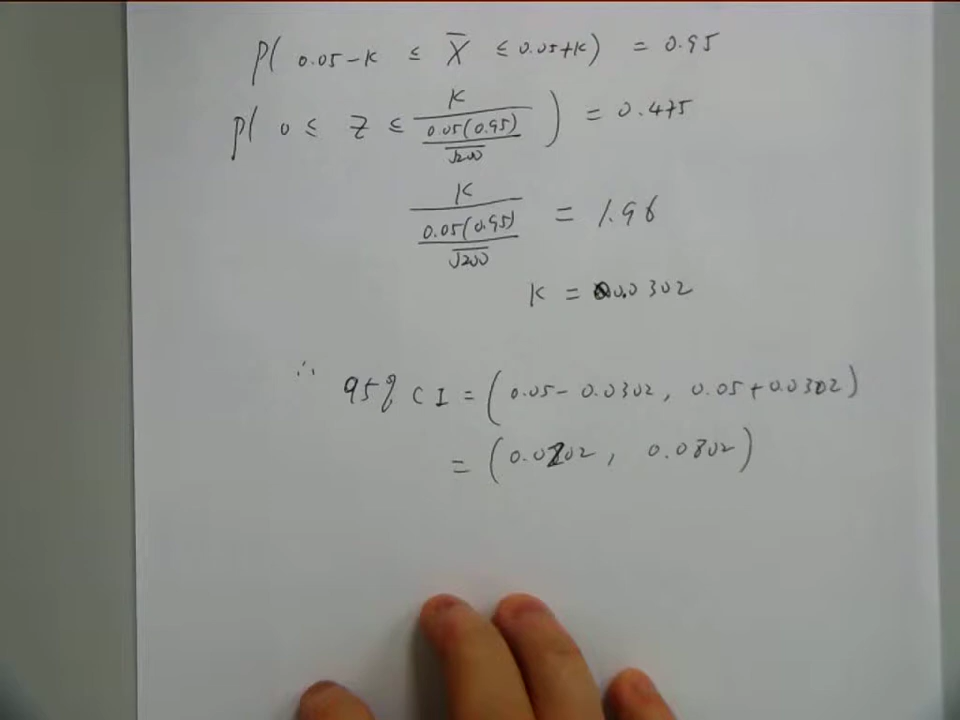 P( 0.05-K ≤ X̄ ≤ 0.05+K) = 0.95
P( 0 ≤ Z ≤ K / (0.05(0.95) / √200) ) = 0.475
K / (0.05(0.95) / √200) = 1.96
K = 0.0302
∴ 95% CI = (0.05-0.0302, 0.05+0.0302)
= (0.0202, 0.0802)